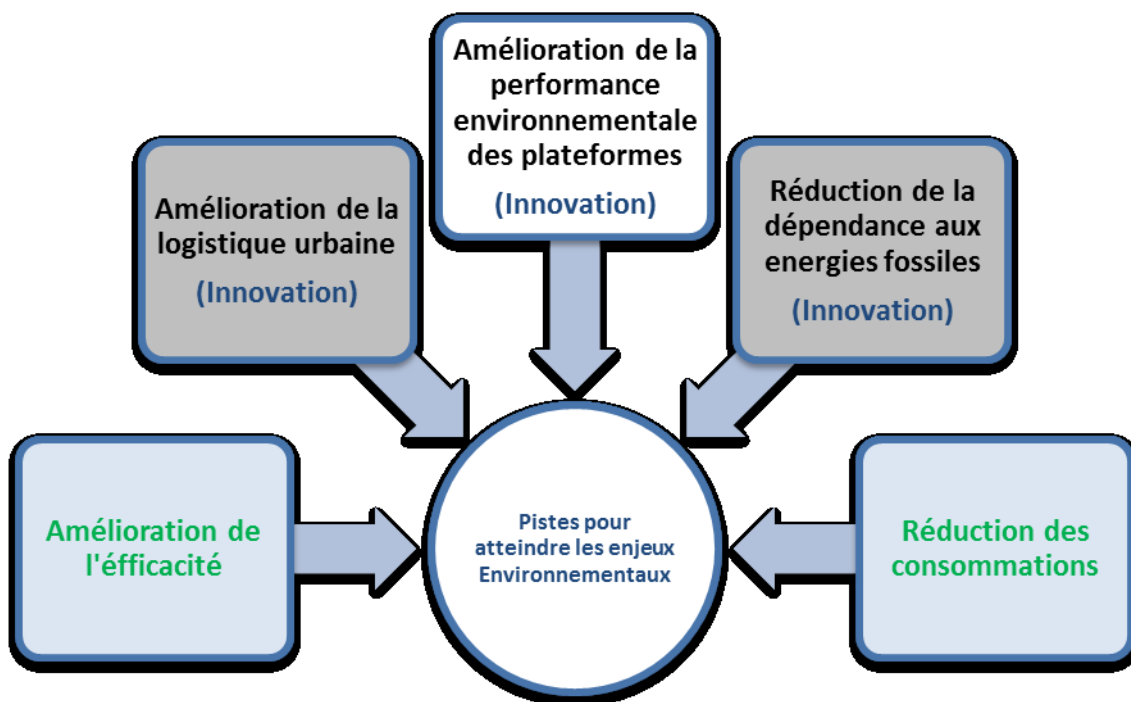 Amélioration de la
performance
environnementale
des plateformes
(Innovation)
Amélioration de la
logistique urbaine
(Innovation)
Réduction de la
dépendance aux
energies fossiles
(Innovation)
Amélioration de
l'éfficacité
Pistes pour
atteindre les enjeux
Environnementaux
Réduction des
consommations